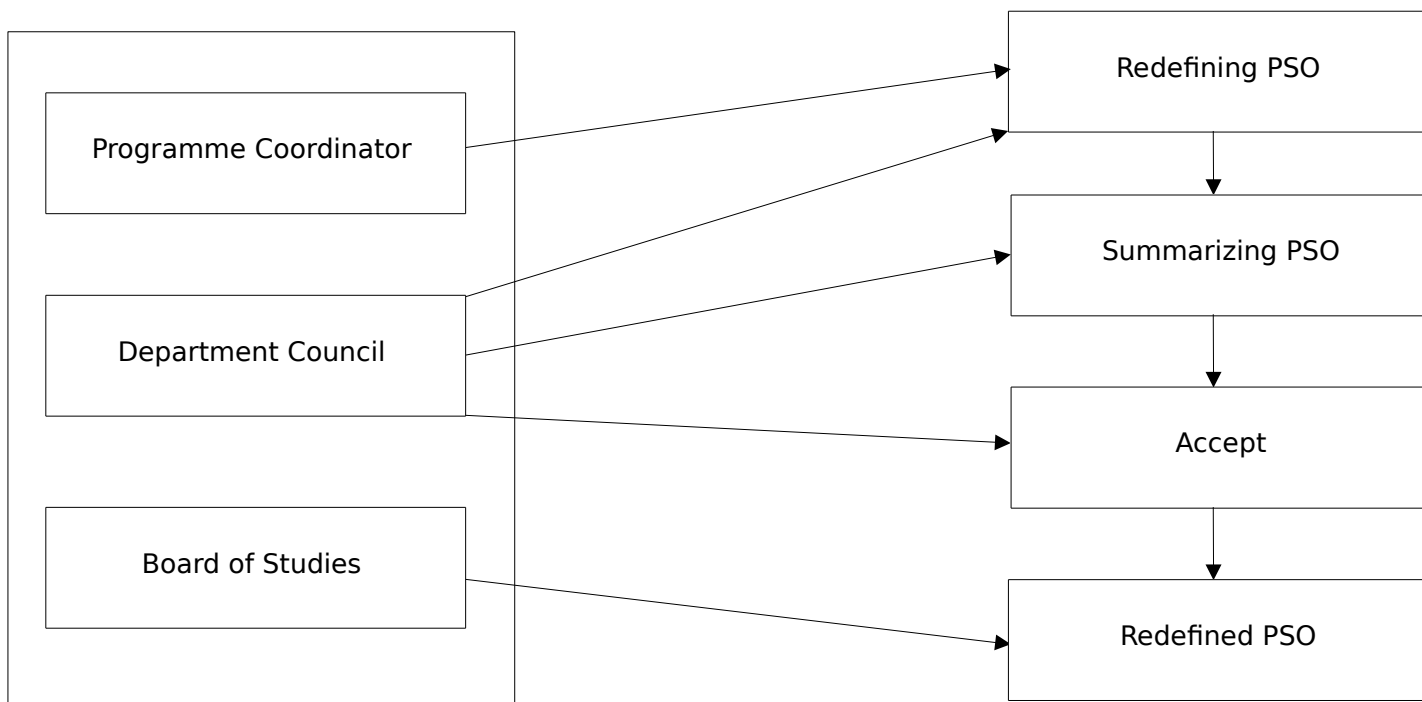 Programme Coordinator
Department Council
Board of Studies
Redefining PSO
Summarizing PSO
Accept
Redefined PSO